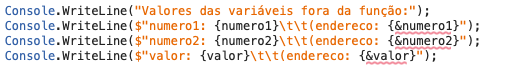 Console.WriteLine("Valores das variáveis fora da função:");
Console.WriteLine($"numero1: {numero1}\t\t(endereco: {&numero1}");
Console.WriteLine($"numero2: {numero2}\t\t(endereco: {&numero2}");
Console.WriteLine($"valor: {valor}\t\t(endereco: {&valor}");